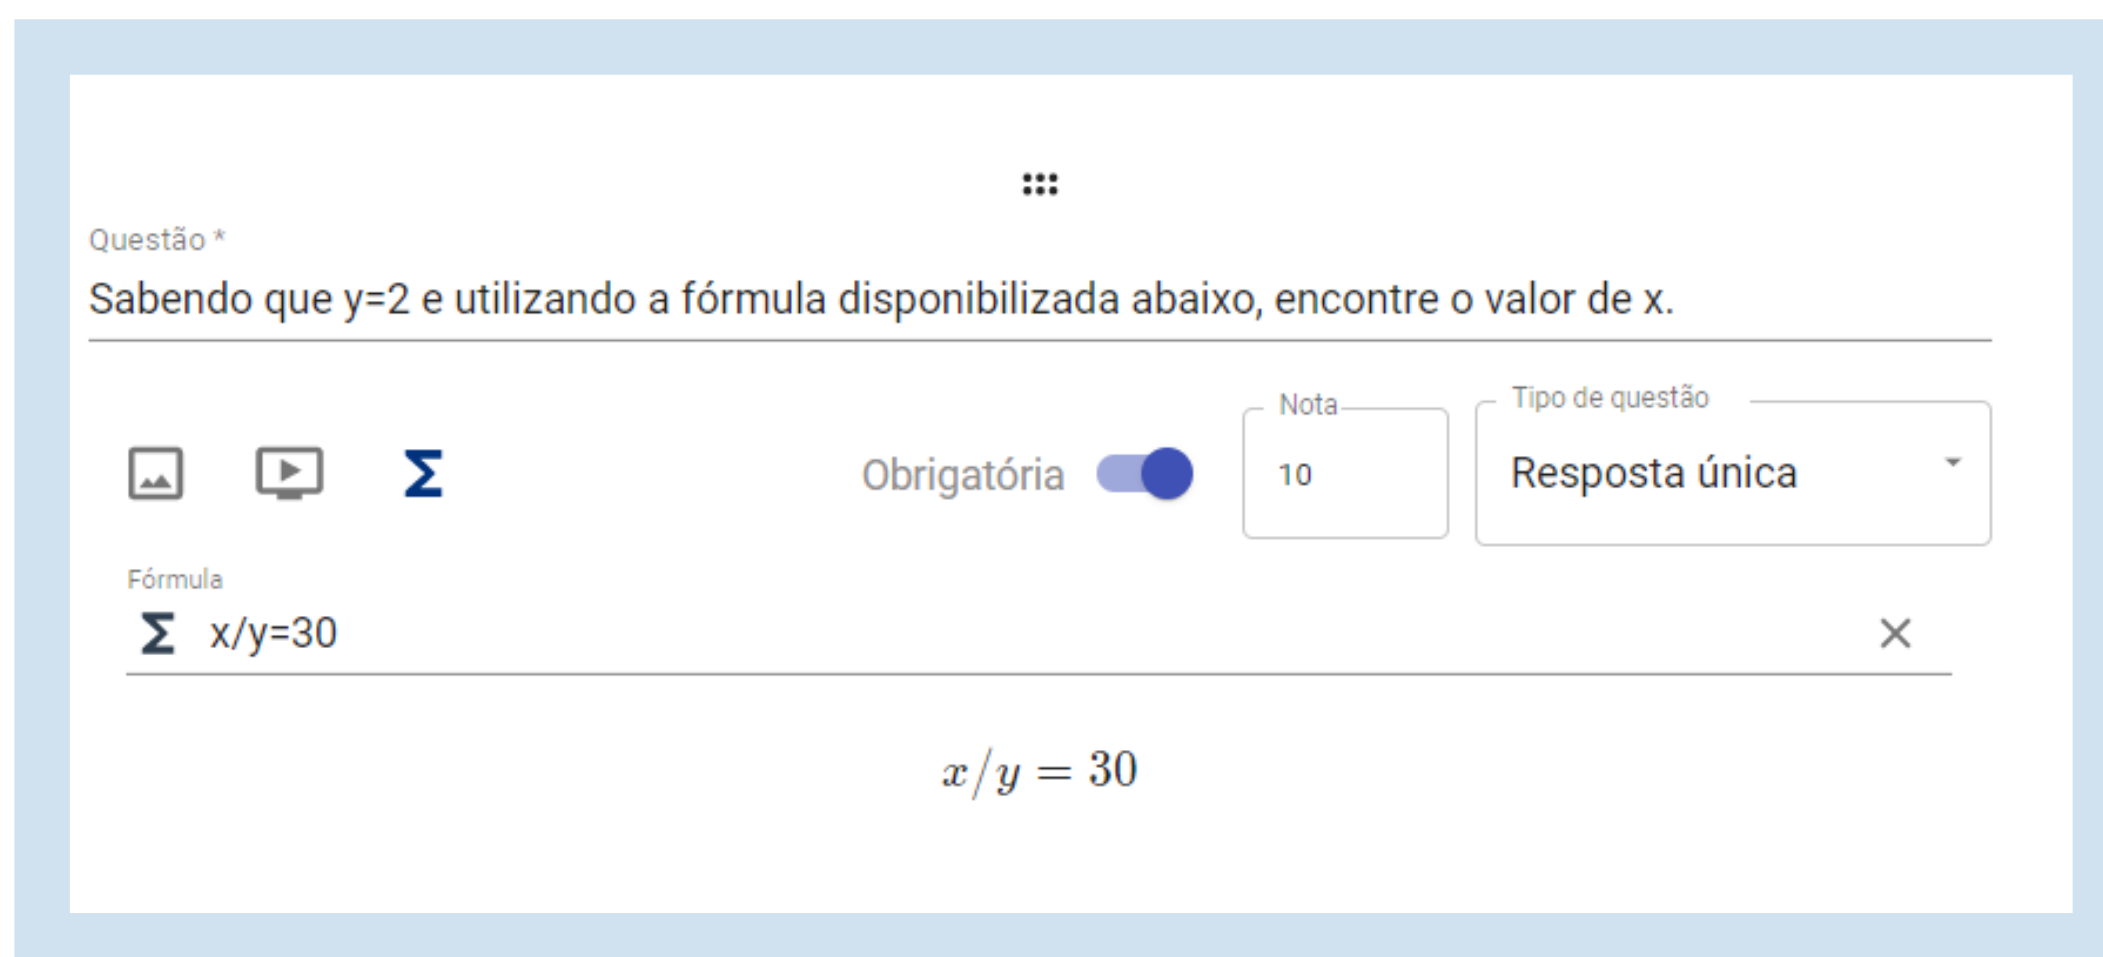 Questão *
Sabendo que y=2 e utilizando a fórmula disponibilizada abaixo, encontre o valor de x.
Obrigatória
Nota
10
Tipo de questão
Resposta única
Fórmula
Σ x/y=30
x/y = 30